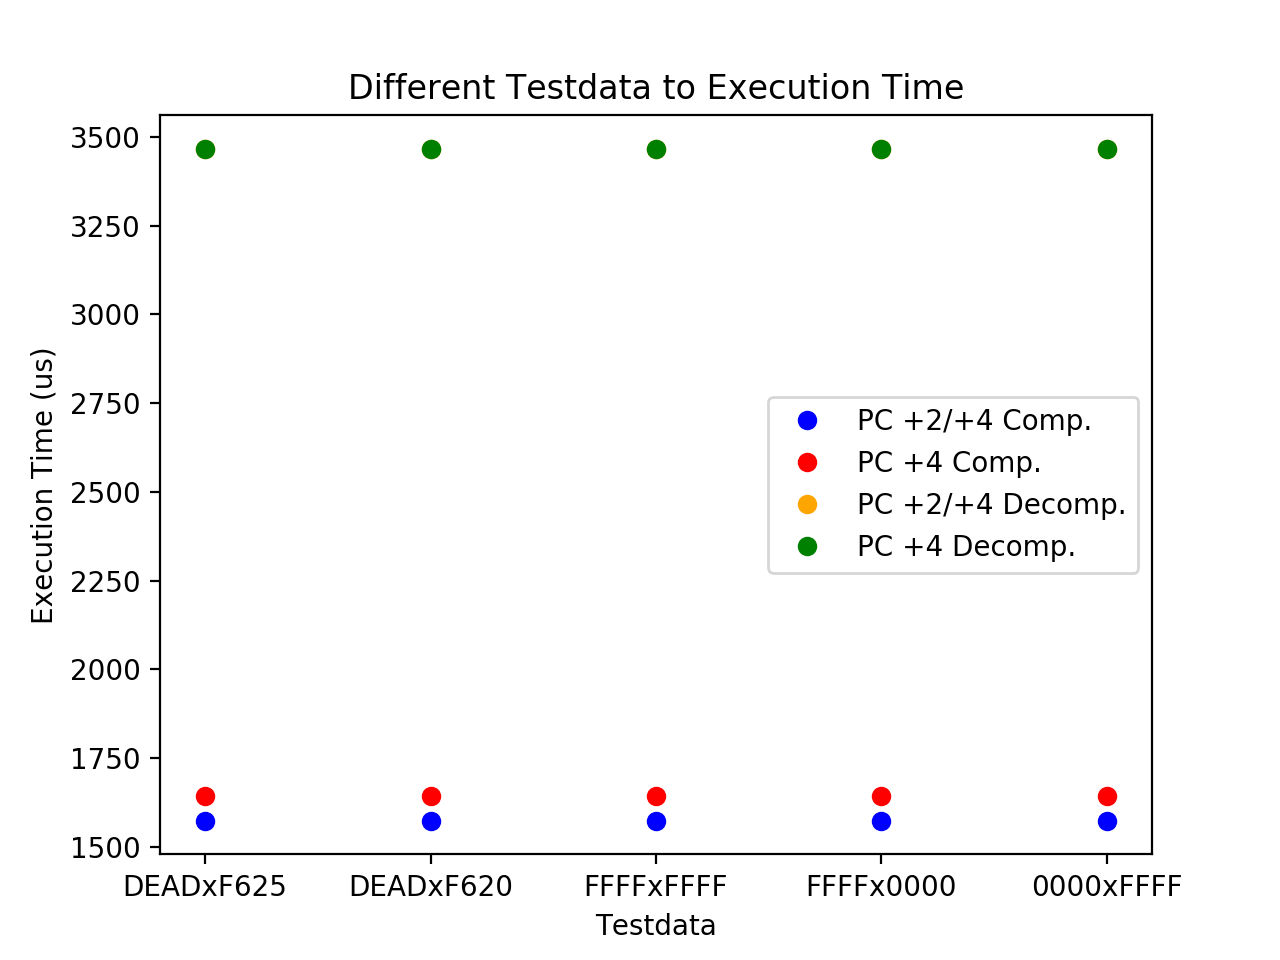 Different Testdata to Execution Time
3500
3250
3000
2750
2500
2250
2000
1750
1500
Execution Time (us)
PC +2/+4 Comp.
PC +4 Comp.
PC +2/+4 Decomp.
PC +4 Decomp.
DEADxF625 DEADxF620 FFFFxFFFF FFFFx0000 0000xFFFF
Testdata